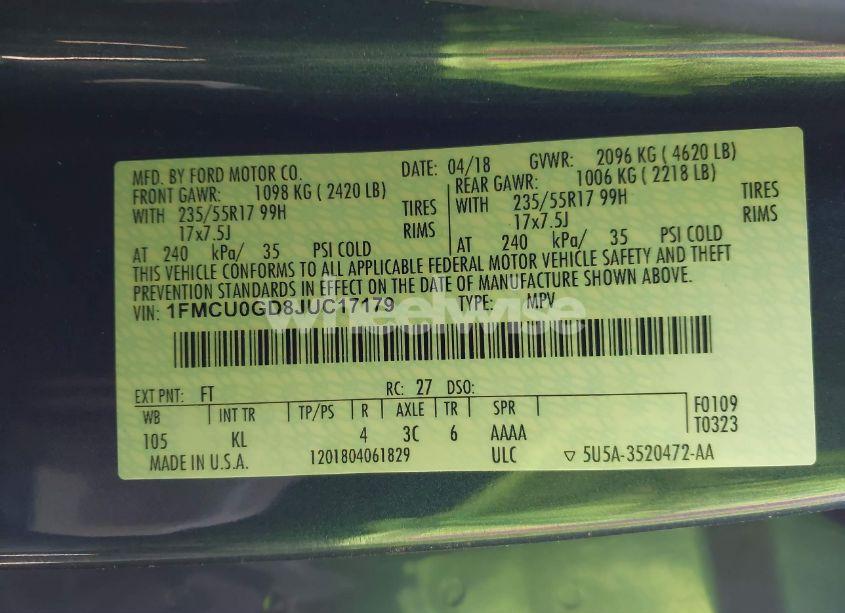 MFD. BY FORD MOTOR CO. DATE: 04/18 GVWR: 2096 KG ( 4620 LB)
FRONT GAWR: 1098 KG ( 2420 LB) REAR GAWR: 1006 KG ( 2218 LB)
WITH 235/55R17 99H TIRES WITH 235/55R17 99H TIRES
17x7.5J RIMS 17x7.5J RIMS
AT 240 kPa/ 35 PSI COLD AT 240 kPa/ 35 PSI COLD
THIS VEHICLE CONFORMS TO ALL APPLICABLE FEDERAL MOTOR VEHICLE SAFETY AND THEFT
PREVENTION STANDARDS IN EFFECT ON THE DATE OF MANUFACTURE SHOWN ABOVE.
VIN: 1FMCU0GD8JUC17179 TYPE: MPV
wheelwise
EXT PNT: FT RC: 27 DSO:
WB INT TR TP/PS R AXLE TR SPR F0109
105 KL 4 3C 6 AAAA T0323
MADE IN U.S.A. 1201804061829 ULC ▽ 5U5A-3520472-AA